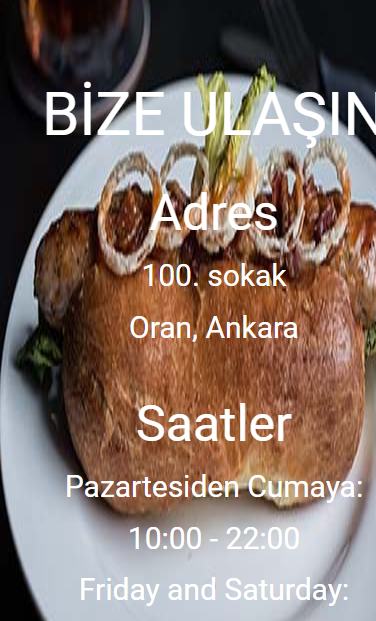 BİZE ULAŞIN
Adres
100. sokak
Oran, Ankara
Saatler
Pazartesiden Cumaya:
10:00 - 22:00
Friday and Saturday: